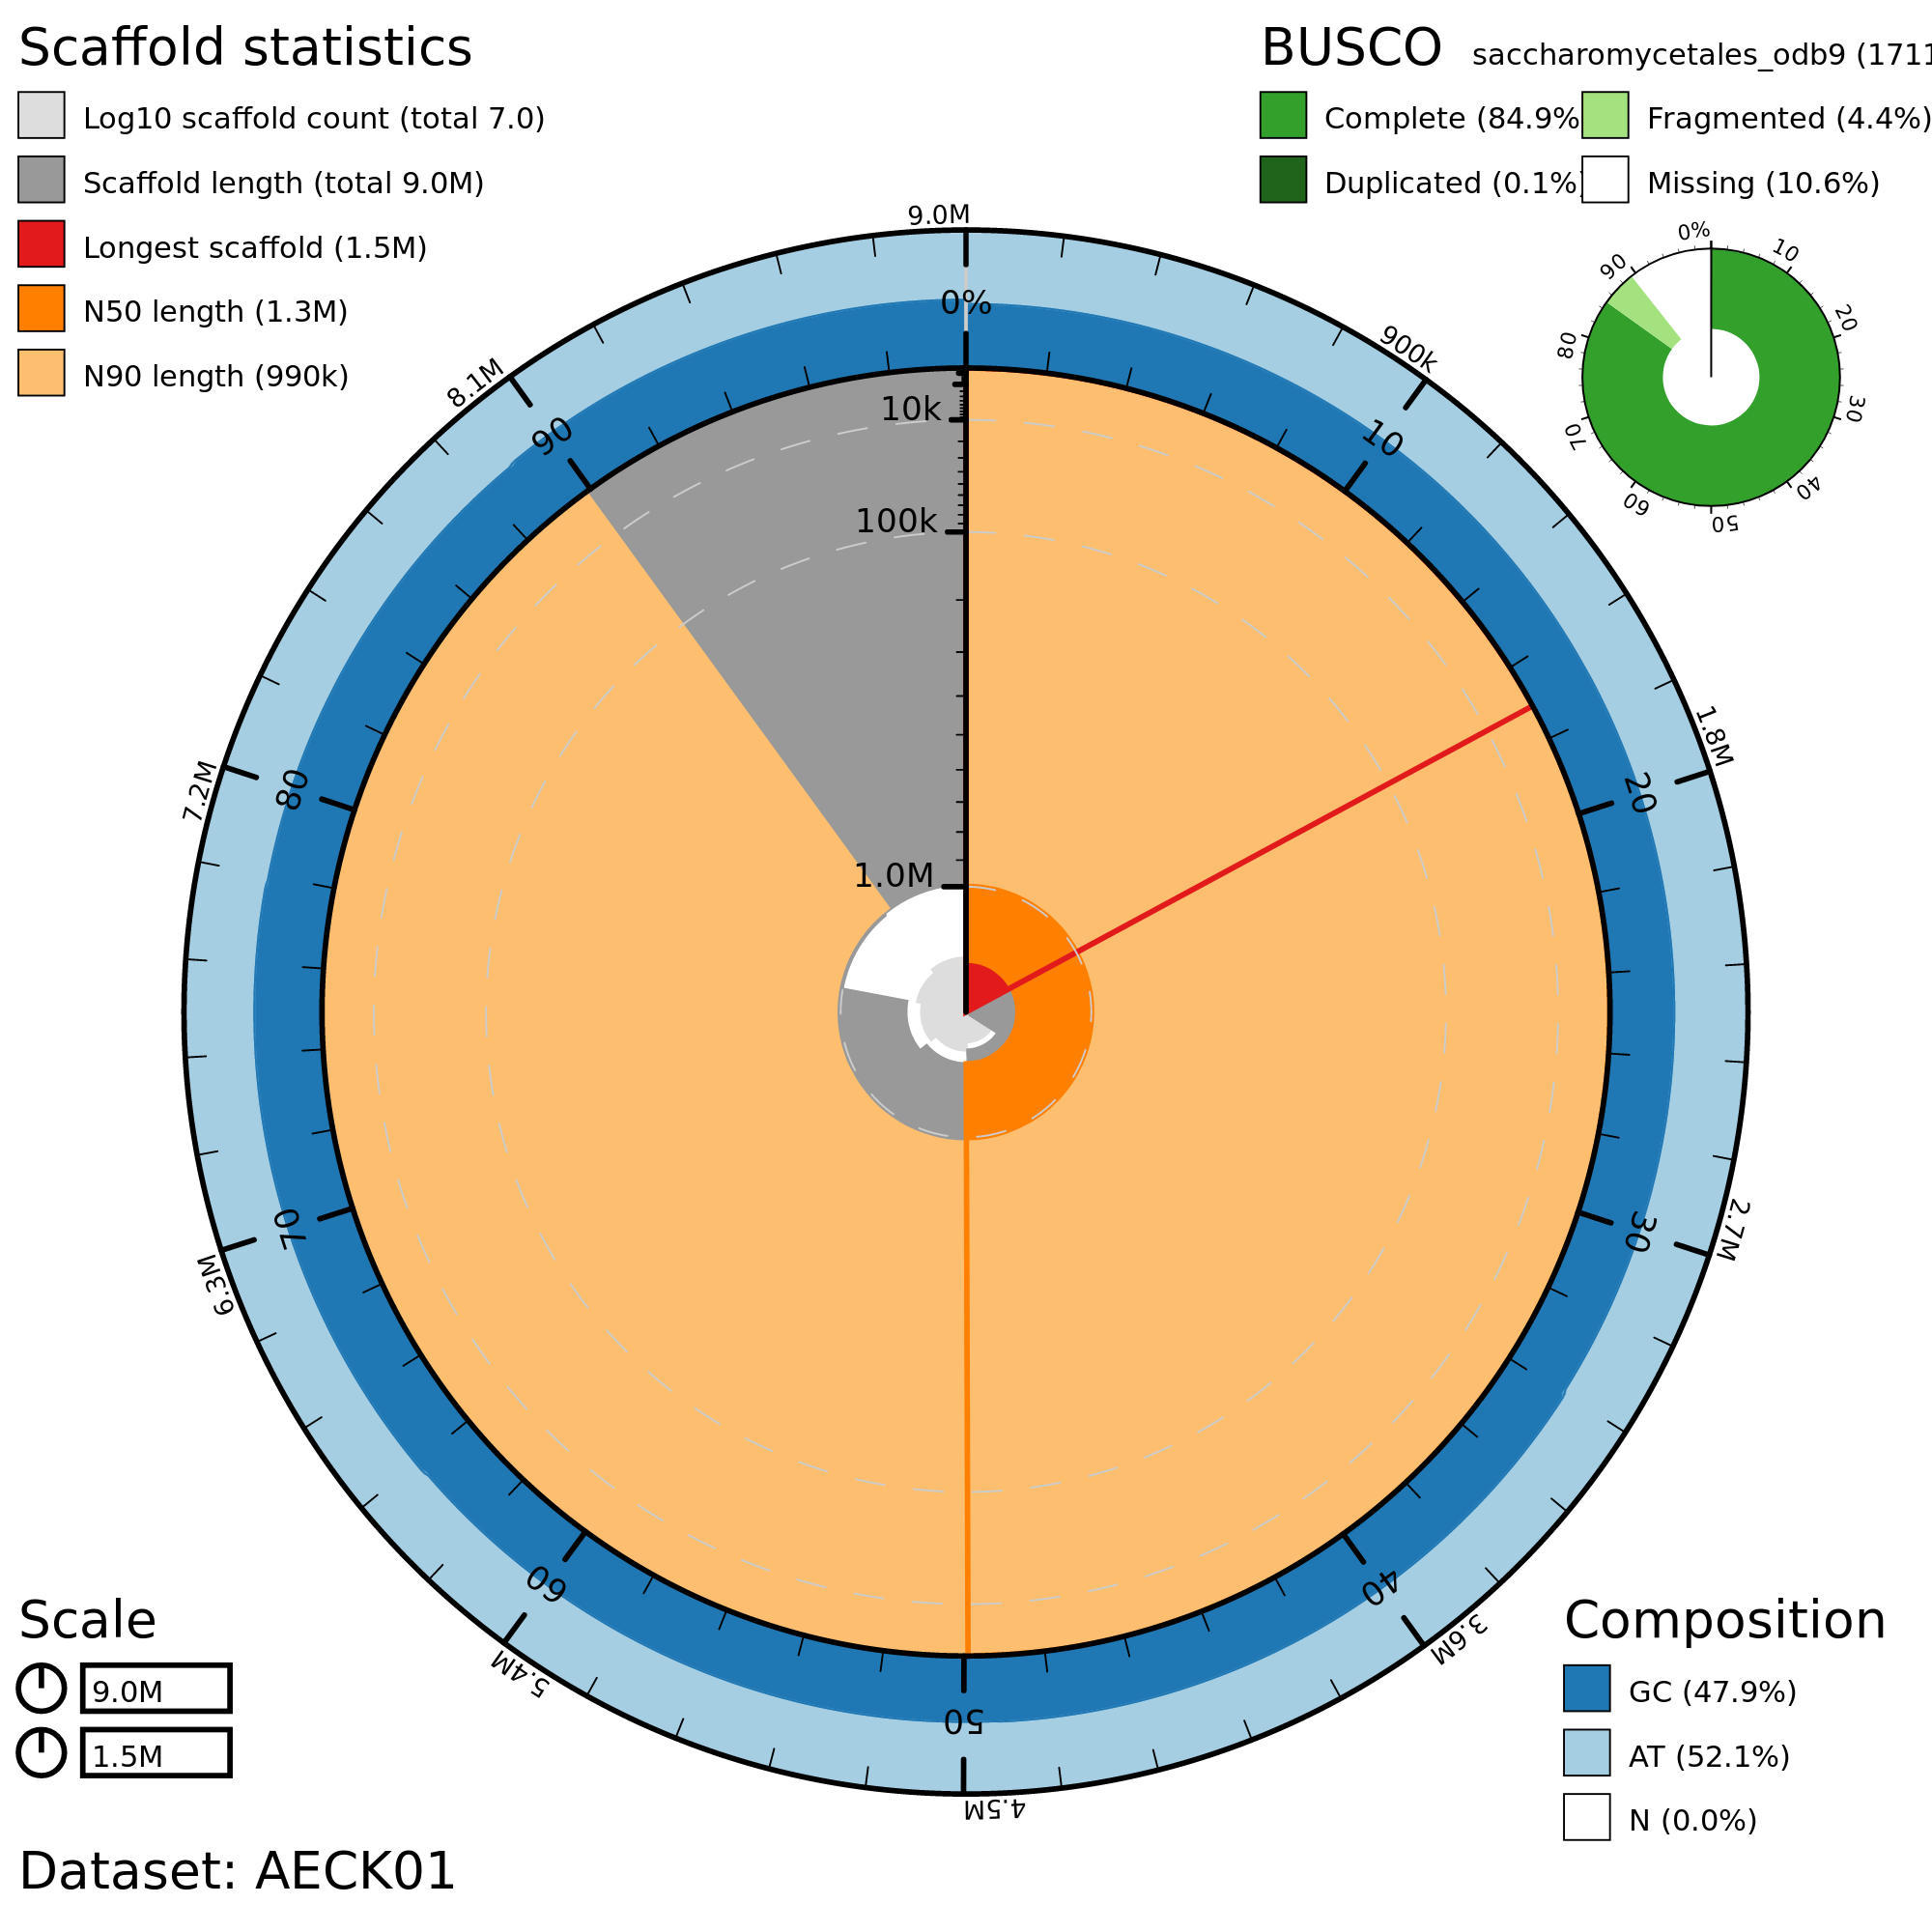 Scaffold statistics
Log10 scaffold count (total 7.0)
Scaffold length (total 9.0M)
Longest scaffold (1.5M)
N50 length (1.3M)
N90 length (990k)
BUSCO saccharomycetales_odb9 (1711
Complete (84.9% Fragmented (4.4%)
Duplicated (0.1%) Missing (10.6%)
0%
10
20
30
40
50
60
70
80
90
9.0M
900k
1.8M
2.7M
3.6M
4.5M
5.4M
6.3M
7.2M
8.1M
0%
10
20
30
40
50
60
70
80
90
10k
100k
1.0M
Scale
9.0M
1.5M
Composition
GC (47.9%)
AT (52.1%)
N (0.0%)
Dataset: AECK01